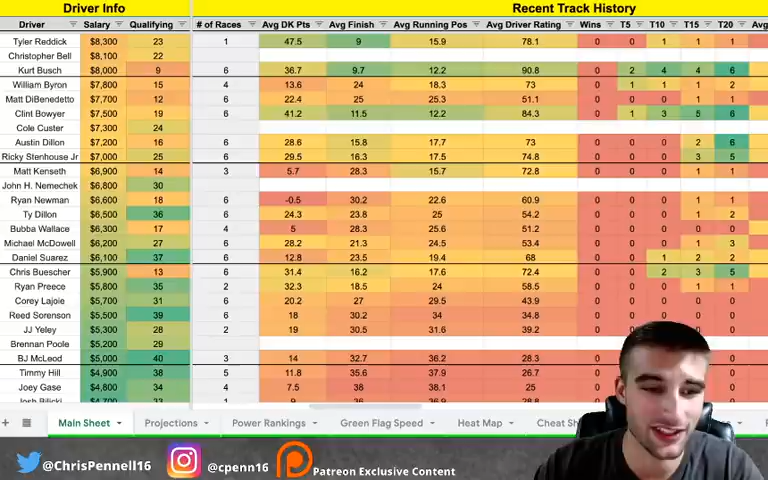 Driver Info Recent Track History
Driver Salary Qualifying # of Races Avg DK Pts Avg Finish Avg Running Pos Avg Driver Rating Wins T5 T10 T15 T20
Tyler Reddick $8,300 23 1 47.5 9 15.9 78.1 0 0 1 1 1
Christopher Bell $8,100 22
Kurt Busch $8,000 9 6 36.7 9.7 12.2 90.8 0 2 4 4 6
William Byron $7,800 15 4 13.6 24 18.3 73 0 1 1 1 2
Matt DiBenedetto $7,700 12 6 22.4 25 25.3 51.1 0 0 0 1 1
Clint Bowyer $7,500 19 6 41.2 11.5 12.2 84.3 0 1 3 5 6
Cole Custer $7,300 24
Austin Dillon $7,200 16 6 28.6 15.8 17.7 73 0 0 0 2 6
Ricky Stenhouse Jr $7,000 25 6 29.5 16.3 17.5 74.8 0 0 0 3 5
Matt Kenseth $6,900 14 3 5.7 28.3 15.7 72.8 0 0 0 1 1
John H. Nemechek $6,800 30
Ryan Newman $6,600 18 6 -0.5 30.2 22.6 60.9 0 0 0 1 1
Ty Dillon $6,500 36 6 24.3 23.8 25 54.2 0 0 0 1 2
Bubba Wallace $6,300 17 4 5 28.3 25.6 51.2 0 0 0 0 0
Michael McDowell $6,200 27 6 28.2 21.3 24.5 53.4 0 0 0 1 3
Daniel Suarez $6,100 37 6 12.8 23.5 19.4 68 0 0 1 2 2
Chris Buescher $5,900 13 6 31.4 16.2 17.6 72.4 0 0 2 3 5
Ryan Preece $5,800 35 2 32.3 18.5 24 58.5 0 0 0 1 1
Corey Lajoie $5,700 31 6 20.2 27 29.5 43.9 0 0 0 0 0
Reed Sorenson $5,500 39 6 18 30.2 34 34.8 0 0 0 0 0
JJ Yeley $5,300 28 2 19 30.5 31.6 39.2 0 0 0 0 0
Brennan Poole $5,200 29
BJ McLeod $5,000 40 3 14 32.7 36.2 28.3 0 0 0 0
Timmy Hill $4,900 38 5 11.8 35.6 37.9 26.7 0 0
Joey Gase $4,800 34 4 7.5 38 38.1 25 0 0
Josh Bilicki $4,700 33 1 9 36 36.9 28.8 0
+ Main Sheet Projections Power Rankings Green Flag Speed Heat Map Cheat Sh
@ChrisPennell16 @cpenn16 Patreon Exclusive Content